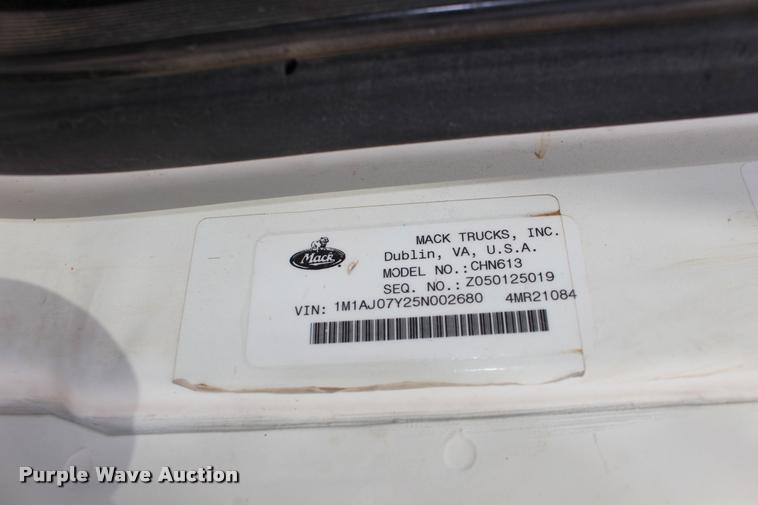 Mack
MACK TRUCKS, INC.
Dublin, VA, U.S.A.
MODEL NO.:CHN613
SEQ. NO.: Z050125019
VIN: 1M1AJ07Y25N002680 4MR21084
Purple Wave Auction